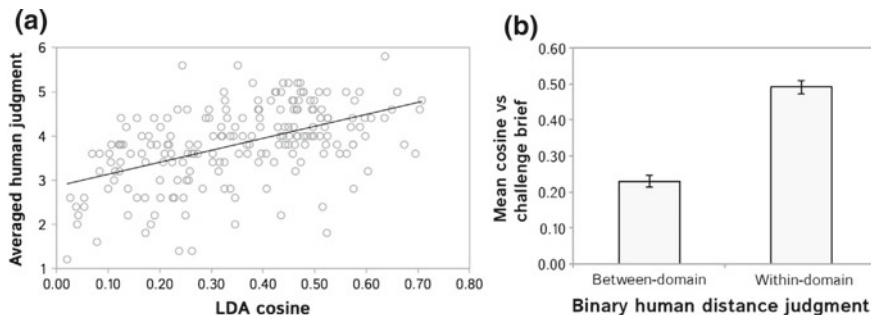 (a)
Averaged human judgment
6
5
4
3
2
1
0.00 0.10 0.20 0.30 0.40 0.50 0.60 0.70 0.80
LDA cosine
(b)
Mean cosine vs
challenge brief
0.60
0.50
0.40
0.30
0.20
0.10
0.00
Between-domain Within-domain
Binary human distance judgment